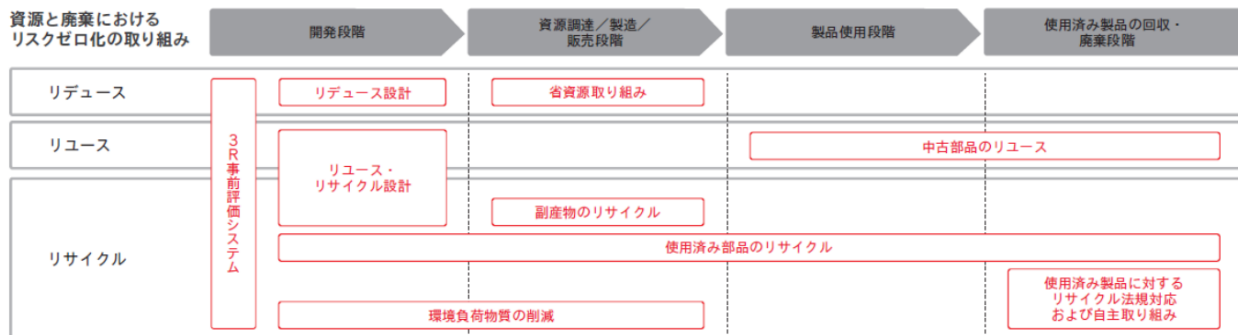 資源と廃棄における
リスクゼロ化の取り組み
開発段階
資源調達／製造／
販売段階
製品使用段階
使用済み製品の回収・
廃棄段階
リデュース
リデュース設計
省資源取り組み
3R事前評価システム
リユース
リユース・
リサイクル設計
中古部品のリユース
リサイクル
副産物のリサイクル
使用済み部品のリサイクル
環境負荷物質の削減
使用済み製品に対する
リサイクル法規対応
および自主取り組み